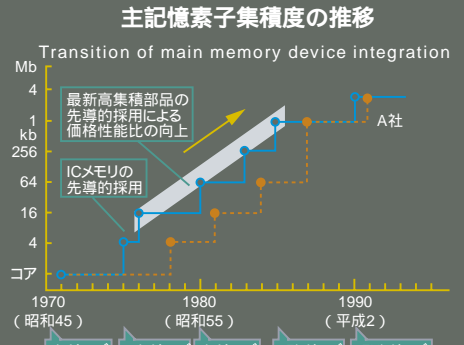 主記憶素子集積度の推移
Transition of main memory device integration
Mb
4
1
kb
256
64
16
4
コア
最新高集積部品の
先導的採用による
価格性能比の向上
ICメモリの
先導的採用
A社
1970
1980
1990
(昭和45)
(昭和55)
(平成2)